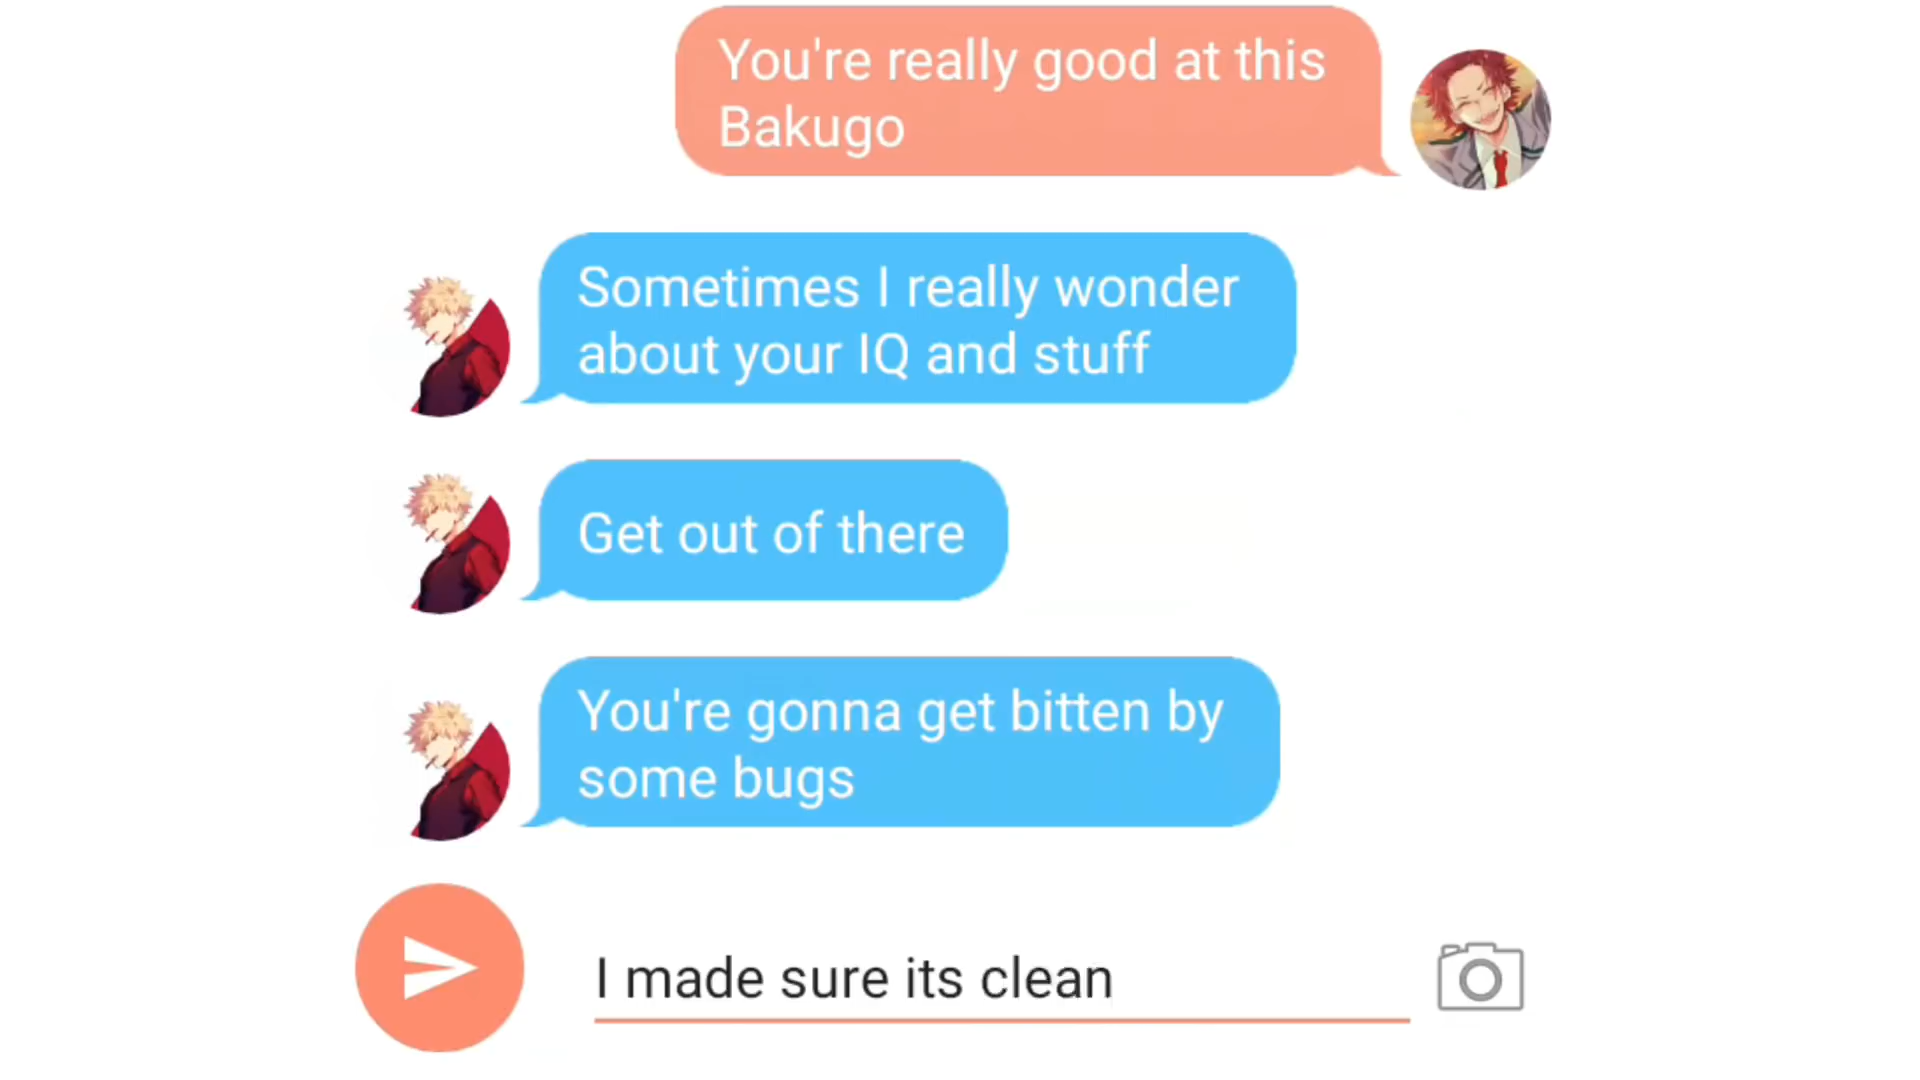 You're really good at this
Bakugo
Sometimes I really wonder
about your IQ and stuff
Get out of there
You're gonna get bitten by
some bugs
I made sure its clean